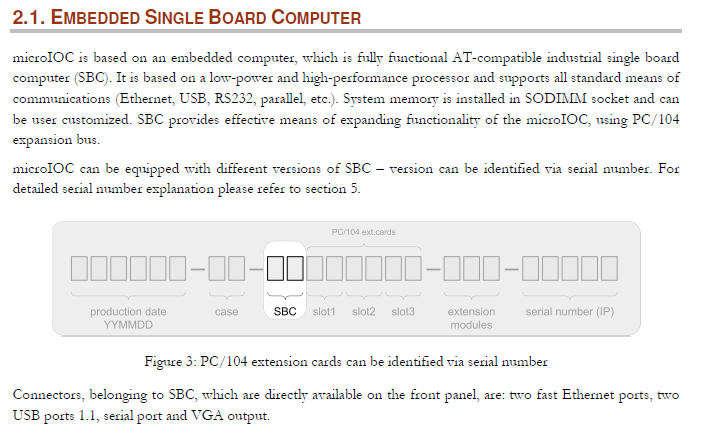 2.1. EMBEDDED SINGLE BOARD COMPUTER
microIOC is based on an embedded computer, which is fully functional AT-compatible industrial single board
computer (SBC). It is based on a low-power and high-performance processor and supports all standard means of
communications (Ethernet, USB, RS232, parallel, etc.). System memory is installed in SODIMM socket and can
be user customized. SBC provides effective means of expanding functionality of the microIOC, using PC/104
expansion bus.
microIOC can be equipped with different versions of SBC – version can be identified via serial number. For
detailed serial number explanation please refer to section 5.
PC/104 ext.cards
production date case SBC slot1 slot2 slot3 extension serial number (IP)
YYMMDD modules
Figure 3: PC/104 extension cards can be identified via serial number
Connectors, belonging to SBC, which are directly available on the front panel, are: two fast Ethernet ports, two
USB ports 1.1, serial port and VGA output.